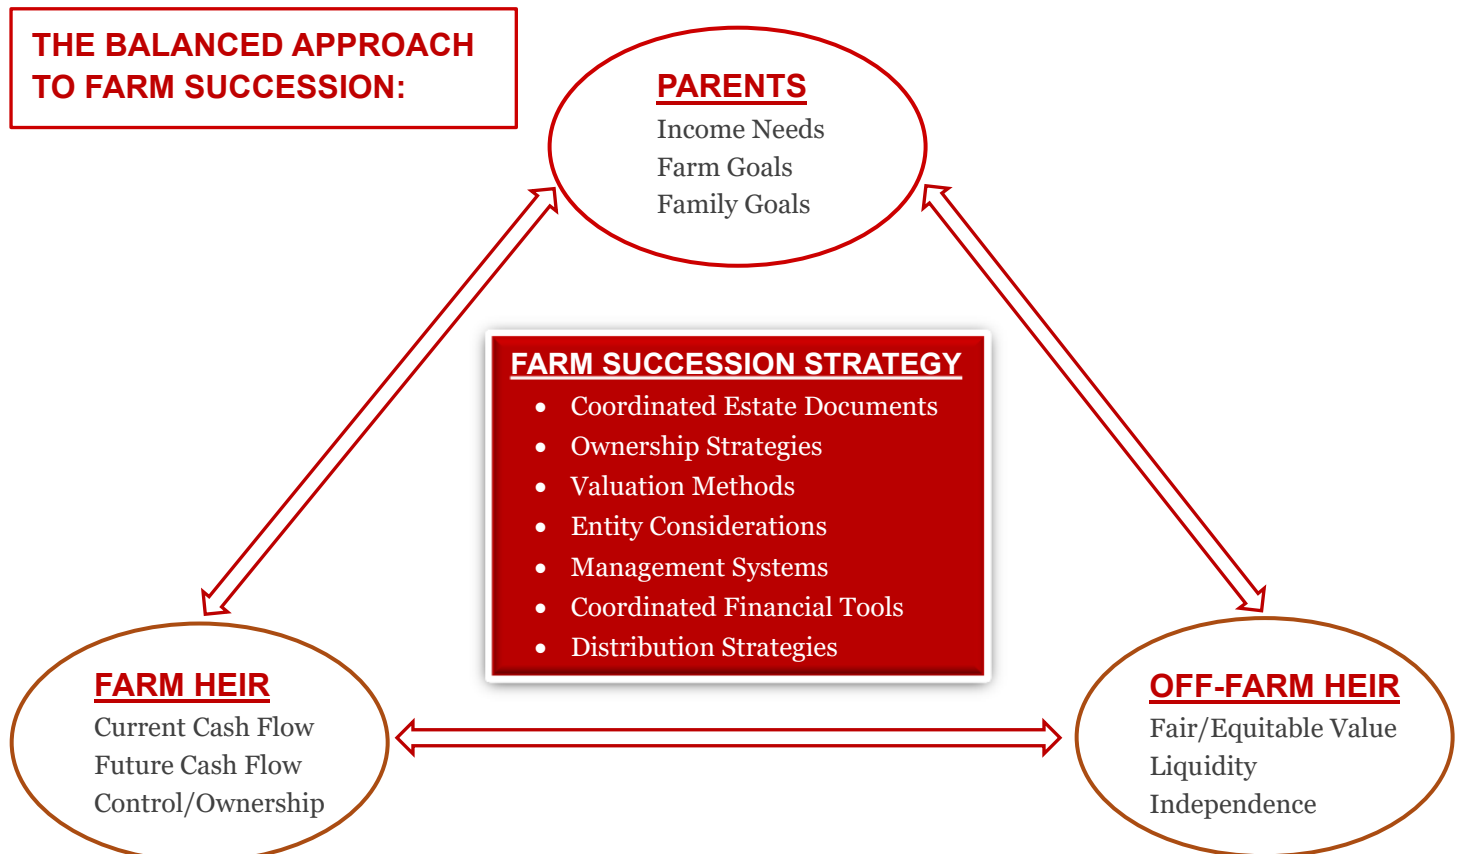 THE BALANCED APPROACH
TO FARM SUCCESSION:
PARENTS
Income Needs
Farm Goals
Family Goals
FARM SUCCESSION STRATEGY
• Coordinated Estate Documents
• Ownership Strategies
• Valuation Methods
• Entity Considerations
• Management Systems
• Coordinated Financial Tools
• Distribution Strategies
FARM HEIR
Current Cash Flow
Future Cash Flow
Control/Ownership
OFF-FARM HEIR
Fair/Equitable Value
Liquidity
Independence